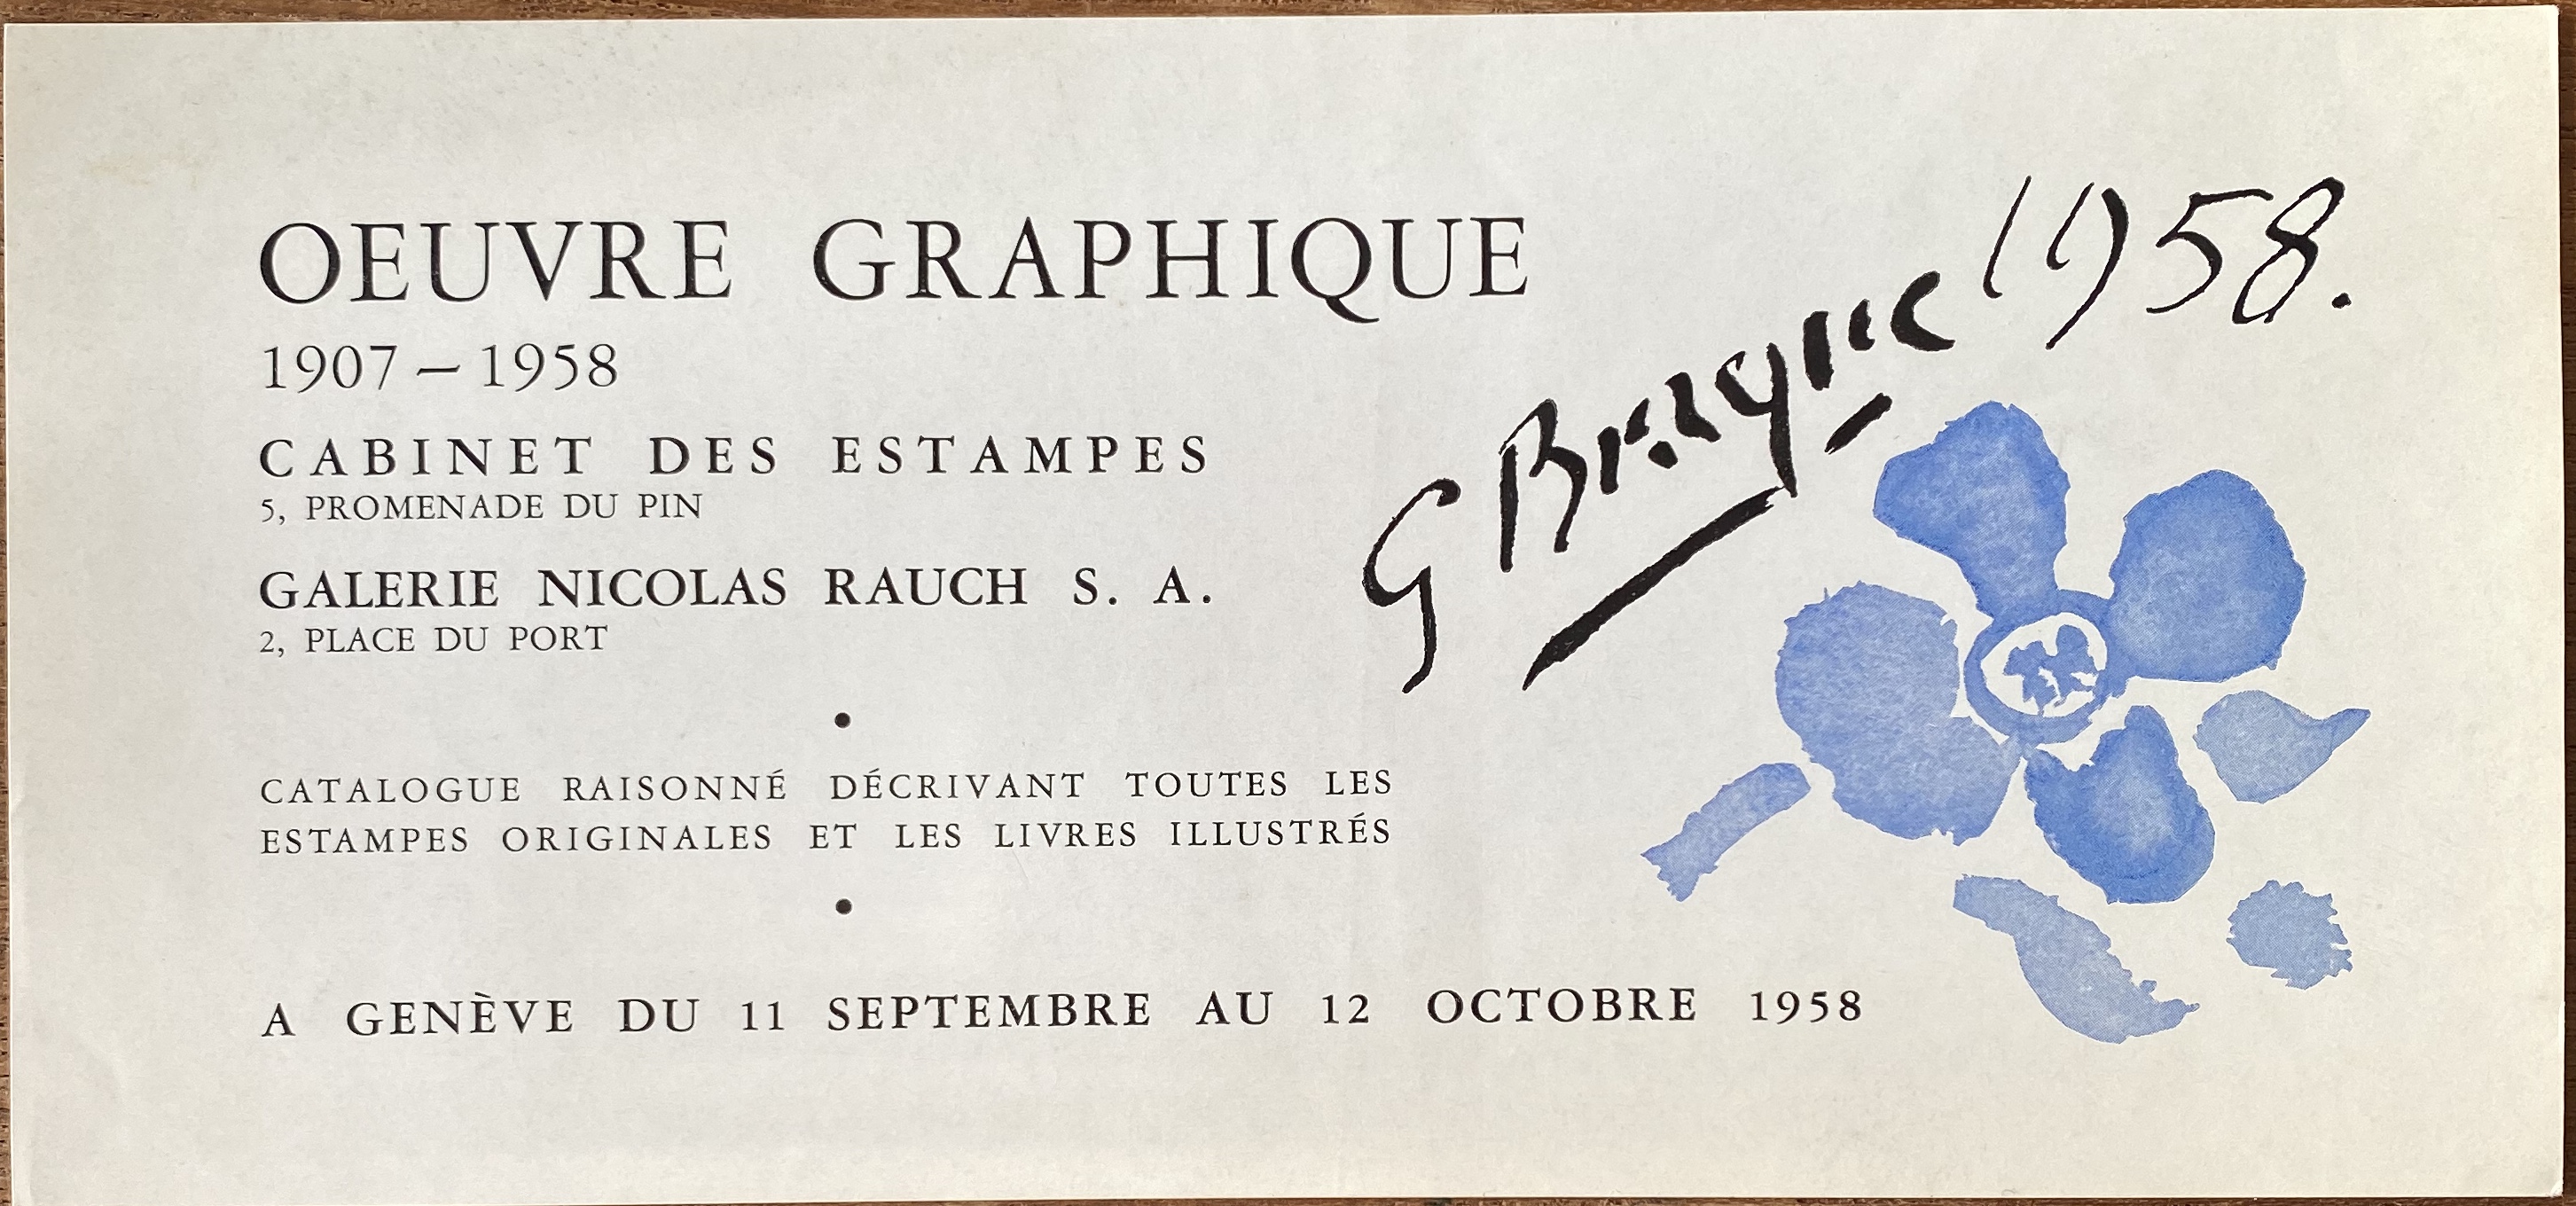 OEUVRE GRAPHIQUE
1907 – 1958
CABINET DES ESTAMPES
5, PROMENADE DU PIN
GALERIE NICOLAS RAUCH S. A.
2, PLACE DU PORT
•
CATALOGUE RAISONNÉ DÉCRIVANT TOUTES LES
ESTAMPES ORIGINALES ET LES LIVRES ILLUSTRÉS
•
A GENÈVE DU 11 SEPTEMBRE AU 12 OCTOBRE 1958
G Braque 1958.